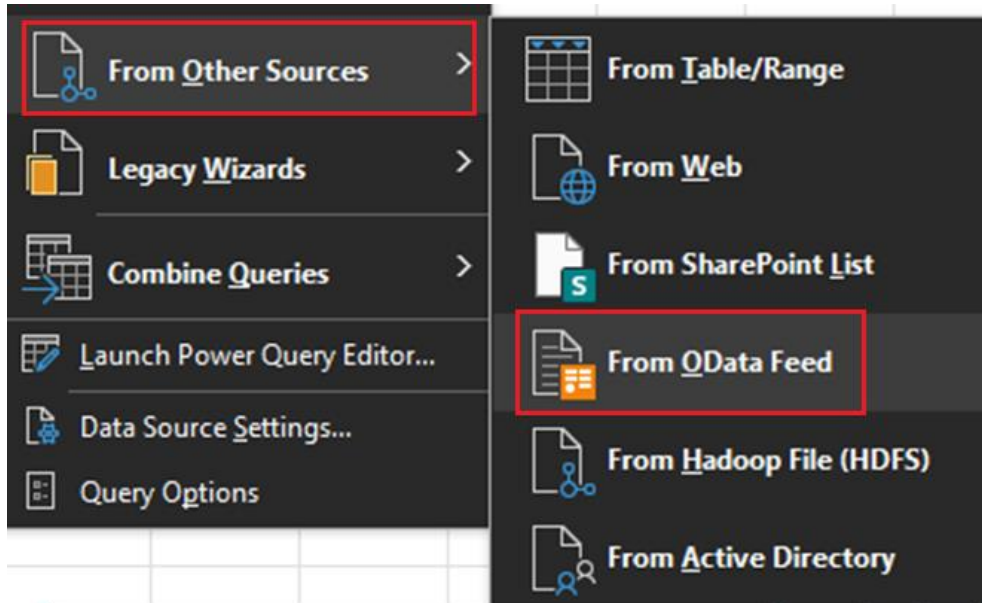 From Other Sources
Legacy Wizards
Combine Queries
Launch Power Query Editor...
Data Source Settings...
Query Options
From Table/Range
From Web
From SharePoint List
S
From OData Feed
From Hadoop File (HDFS)
From Active Directory